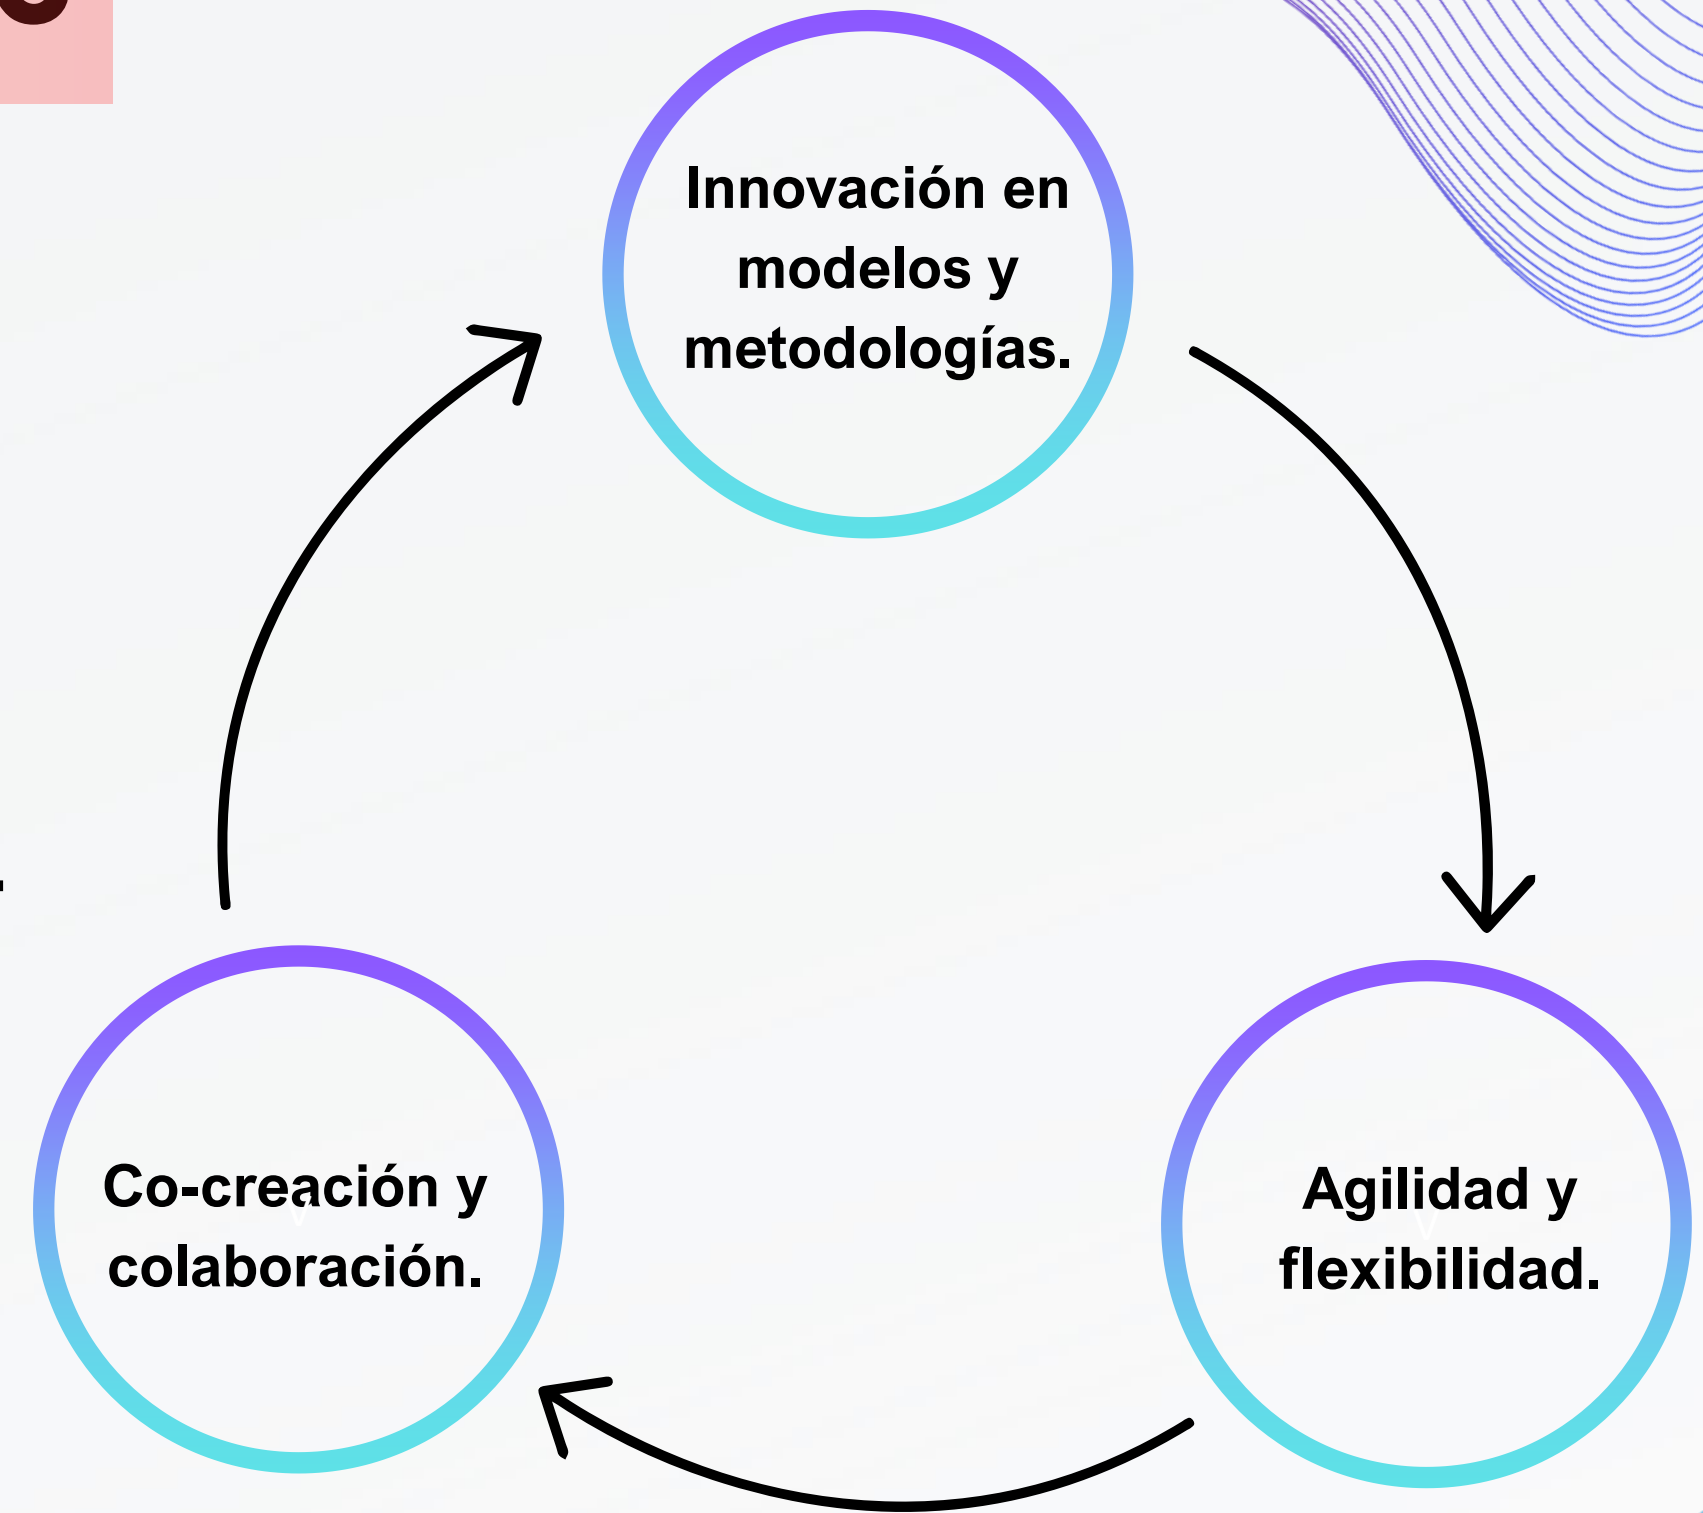 Innovación en
modelos y
metodologías.
Co-creación y
colaboración.
Agilidad y
flexibilidad.